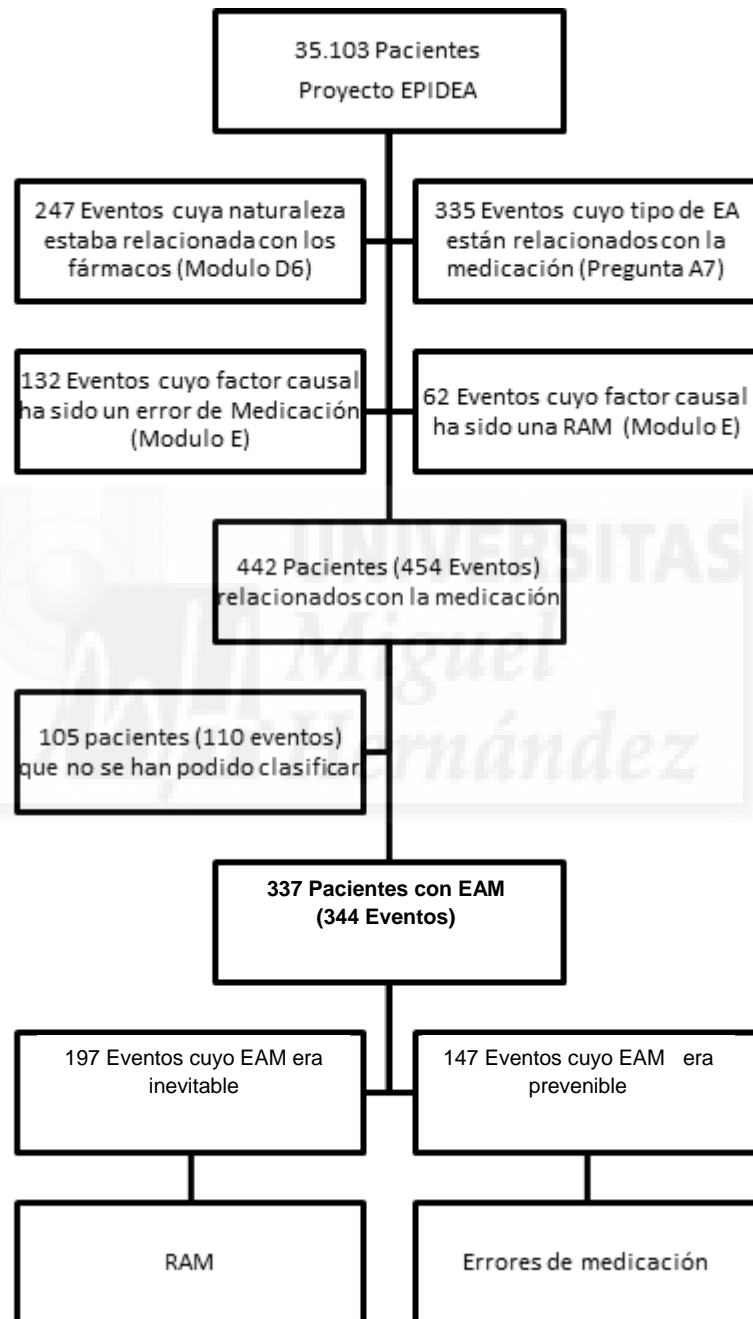 35.103 Pacientes
Proyecto EPIDEA
247 Eventos cuya naturaleza
estaba relacionada con los
fármacos (Modulo D6)
335 Eventos cuyo tipo de EA
están relacionados con la
medicación (Pregunta A7)
132 Eventos cuyo factor causal
ha sido un error de Medicación
(Modulo E)
62 Eventos cuyo factor causal
ha sido una RAM (Modulo E)
UNIVERSITAS
Miguel
Hernández
442 Pacientes (454 Eventos)
relacionados con la medicación
105 pacientes (110 eventos)
que no se han podido clasificar
337 Pacientes con EAM
(344 Eventos)
197 Eventos cuyo EAM era
inevitable
147 Eventos cuyo EAM era
prevenible
RAM
Errores de medicación